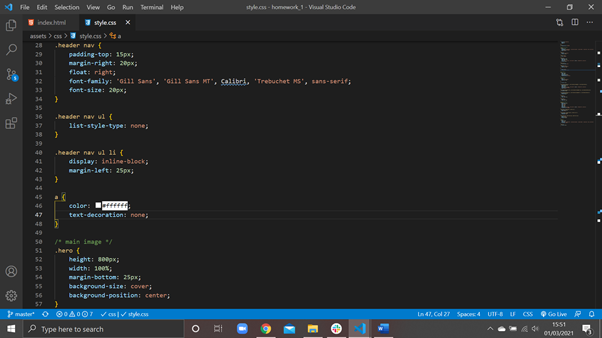 File Edit Selection View Go Run Terminal Help
style.css - homework_1 - Visual Studio Code
index.html
style.css
assets > css > style.css > a
28 .header nav {
29 padding-top: 15px;
30 margin-right: 20px;
31 float: right;
32 font-family: 'Gill Sans', 'Gill Sans MT', Calibri, 'Trebuchet MS', sans-serif;
33 font-size: 20px;
34 }
35
36 .header nav ul {
37 list-style-type: none;
38 }
39
40 .header nav ul li {
41 display: inline-block;
42 margin-left: 25px;
43 }
44
45 a {
46 color: #ffffff;
47 text-decoration: none;
48 }
49
50 /* main image */
51 .hero {
52 height: 800px;
53 width: 100%;
54 margin-bottom: 25px;
55 background-size: cover;
56 background-position: center;
57 }
master* 0 0 7 css | style.css
Ln 47, Col 27 Spaces: 4 UTF-8 LF CSS Go Live
Type here to search
15:51
01/03/2021